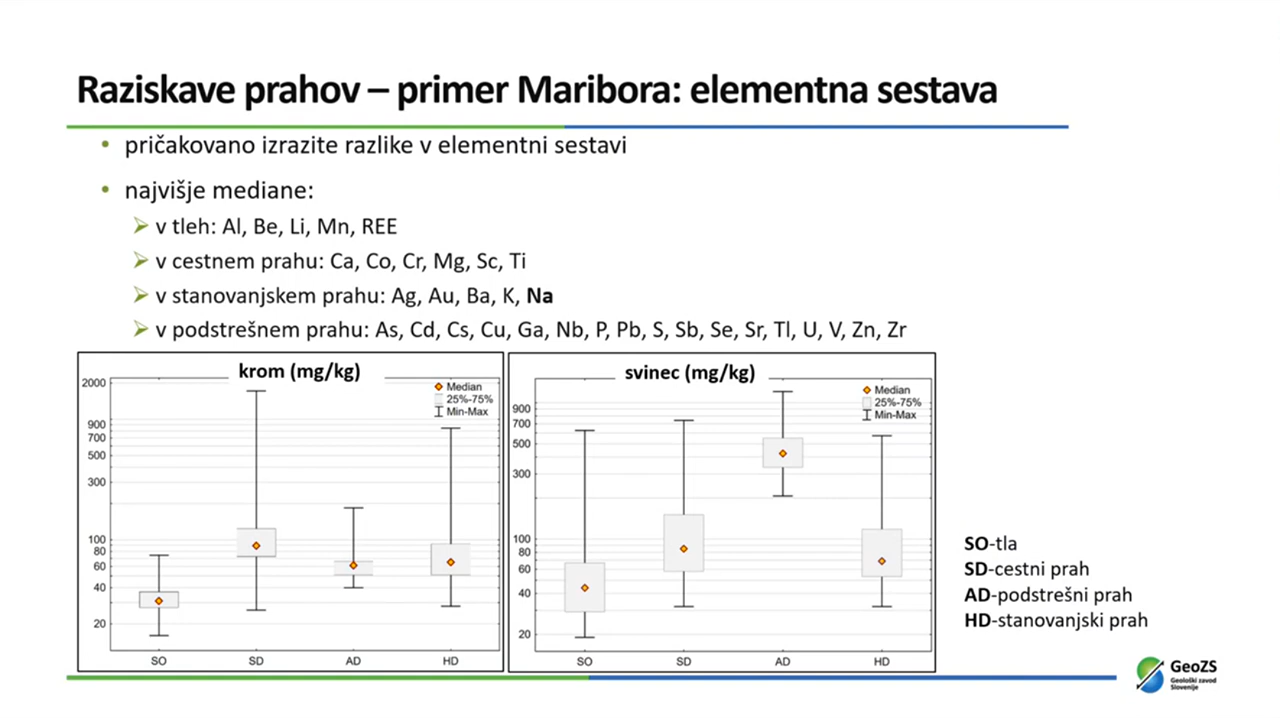 Raziskave prahov – primer Maribora: elementna sestava
• pričakovano izrazite razlike v elementni sestavi
• najvišje mediane:
➢ v tleh: Al, Be, Li, Mn, REE
➢ v cestnem prahu: Ca, Co, Cr, Mg, Sc, Ti
➢ v stanovanjskem prahu: Ag, Au, Ba, K, Na
➢ v podstrešnem prahu: As, Cd, Cs, Cu, Ga, Nb, P, Pb, S, Sb, Se, Sr, Tl, U, V, Zn, Zr
krom (mg/kg)
Median
25%-75%
Min-Max
2000
900
700
500
300
100
80
60
40
20
SO SD AD HD
svinec (mg/kg)
Median
25%-75%
Min-Max
900
700
500
300
100
80
60
40
20
SO SD AD HD
SO-tla
SD-cestni prah
AD-podstrešni prah
HD-stanovanjski prah
GeoZS
Geološki zavod
Slovenije